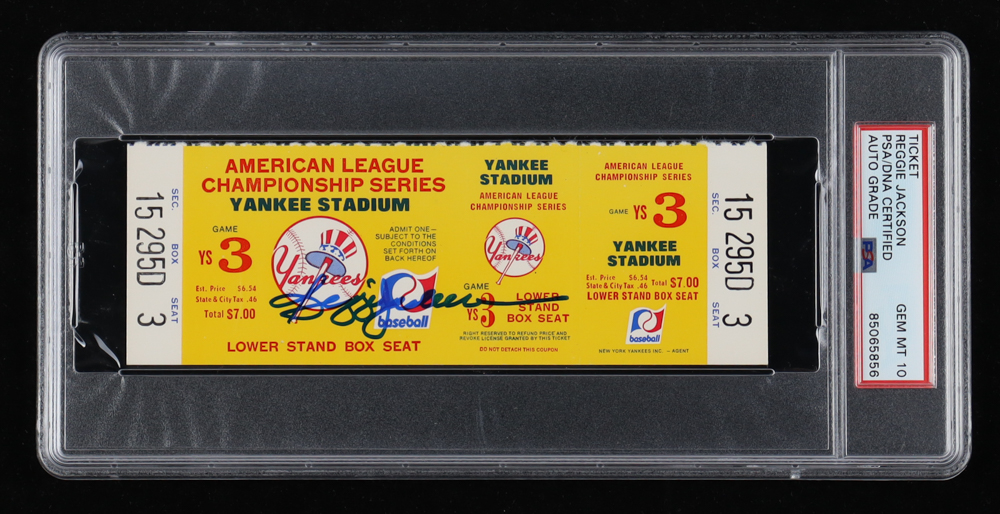 SEC. BOX SEAT
15 295D 3
AMERICAN LEAGUE
CHAMPIONSHIP SERIES
YANKEE STADIUM
GAME
YS 3
Est. Price $6.54
State & City Tax .46
Total $7.00
Yankees
ADMIT ONE—
SUBJECT TO THE
CONDITIONS
SET FORTH ON
BACK HEREOF
Reggie Jackson
baseball
LOWER STAND BOX SEAT
YANKEE
STADIUM
AMERICAN LEAGUE
CHAMPIONSHIP SERIES
Yankees
GAME
YS 3
LOWER
STAND
BOX SEAT
RIGHT RESERVED TO REFUND PRICE AND
REVOKE LICENSE GRANTED BY THIS TICKET
DO NOT DETACH THIS COUPON
AMERICAN LEAGUE
CHAMPIONSHIP SERIES
GAME YS 3
YANKEE
STADIUM
Est. Price $6.54
State & City Tax .46 Total $7.00
LOWER STAND BOX SEAT
baseball
NEW YORK YANKEES INC. – AGENT
SEC. BOX SEAT
15 295D 3
TICKET
REGGIE JACKSON
PSA/DNA CERTIFIED
AUTO GRADE
PSA
GEM MT 10
85065856